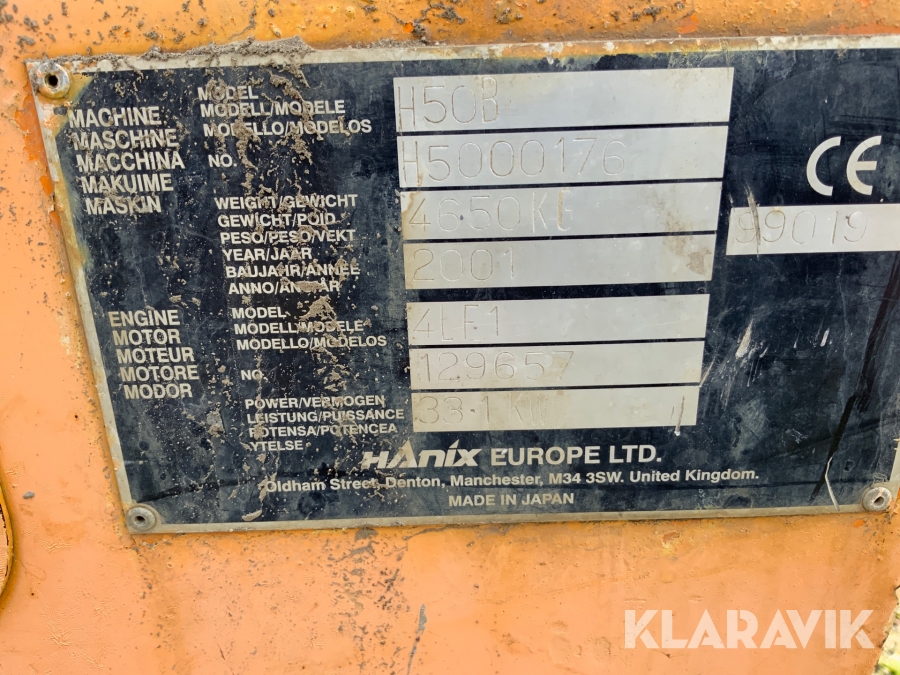 MACHINE
MASCHINE
MACCHINA
MAKUIME
MASKIN
MODEL
MODELL/MODELE
MODELLO/MODELOS
H50B
NO.
H5000176
WEIGHT/GEWICHT
GEWICHT/POID
PESO/PESO/VEKT
4650KG
YEAR/JAAR
BAUJAHR/ANNEE
ANNO/AN
2001
CE
99019
ENGINE
MOTOR
MOTEUR
MOTORE
MODOR
MODEL
MODELL/MODELE
MODELLO/MODELOS
4LE1
NO.
129657
POWER/VERMOGEN
LEISTUNG/PUISSANCE
POTENSA/POTENCEA
YTELSE
33.1KW
HANIX EUROPE LTD.
Oldham Street, Denton, Manchester, M34 3SW. United Kingdom.
MADE IN JAPAN
KLARAVIK